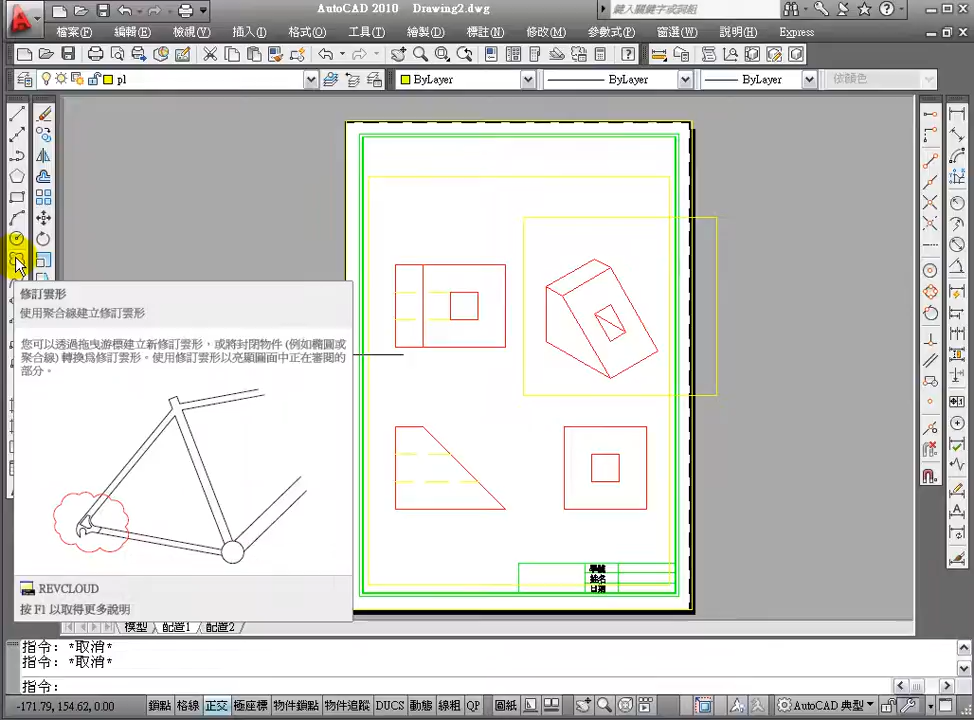 AutoCAD 2010 Drawing2.dwg
鍵入關鍵字或片語
檔案(F) 編輯(E) 檢視(V) 插入(I) 格式(O) 工具(T) 繪製(D) 標註(N) 修改(M) 參數式(P) 視窗(W) 說明(H) Express
pl ByLayer ByLayer ByLayer 依顏色
修訂雲形
使用聚合線建立修訂雲形
您可以透過拖曳游標建立新修訂雲形，或將封閉物件 (例如橢圓或
聚合線) 轉換為修訂雲形。使用修訂雲形以亮顯圖面中正在審閱的
部分。
學號
姓名
日期
REVCLOUD
按 F1 以取得更多說明
模型 配置1 配置2
指令: *取消*
指令: *取消*
指令:
-171.79, 154.62, 0.00 鎖點 格線 正交 極座標 物件鎖點 物件追蹤 DUCS 動態 線粗 QP 圖紙 AutoCAD 典型